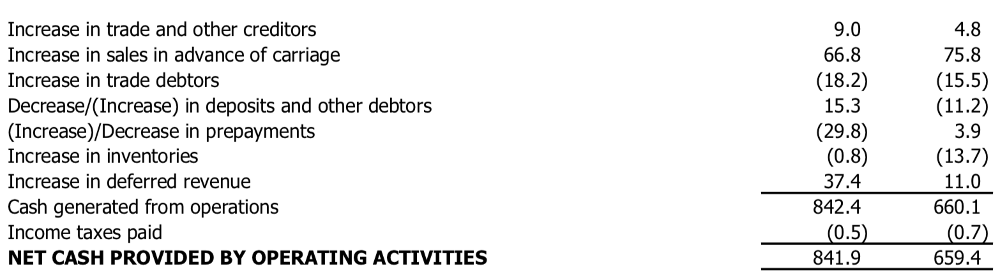 Increase in trade and other creditors 9.0 4.8
Increase in sales in advance of carriage 66.8 75.8
Increase in trade debtors (18.2) (15.5)
Decrease/(Increase) in deposits and other debtors 15.3 (11.2)
(Increase)/Decrease in prepayments (29.8) 3.9
Increase in inventories (0.8) (13.7)
Increase in deferred revenue 37.4 11.0
Cash generated from operations 842.4 660.1
Income taxes paid (0.5) (0.7)
NET CASH PROVIDED BY OPERATING ACTIVITIES 841.9 659.4